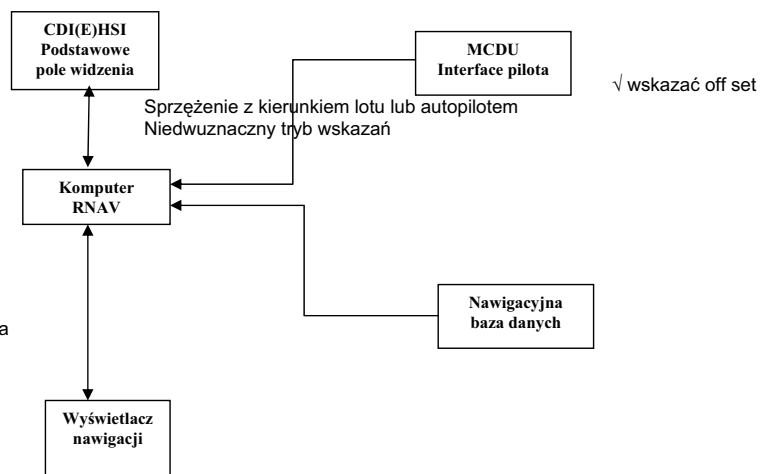 CDI(E)HSI
Podstawowe
pole widzenia
MCDU
Interface pilota
√ wskazać off set
Sprzężenie z kierunkiem lotu lub autopilotem
Niedwuznaczny tryb wskazań
Komputer
RNAV
Nawigacyjna
baza danych
a
Wyświetlacz
nawigacji